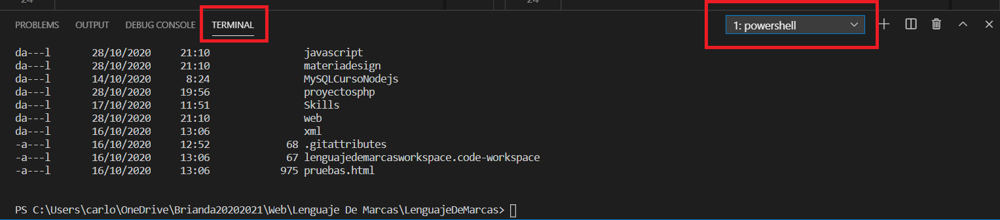 24 24
PROBLEMS OUTPUT DEBUG CONSOLE TERMINAL 1: powershell
da---l 28/10/2020 21:10 javascript
da---l 28/10/2020 21:10 materiadesign
da---l 14/10/2020 8:24 MySQLCursoNodejs
da---l 28/10/2020 19:56 proyectosphp
da---l 17/10/2020 11:51 Skills
da---l 28/10/2020 21:10 web
da---l 16/10/2020 13:06 xml
-a---l 16/10/2020 12:52 68 .gitattributes
-a---l 16/10/2020 13:06 67 lenguajedemarcasworkspace.code-workspace
-a---l 16/10/2020 13:06 975 pruebas.html
PS C:\Users\carlo\OneDrive\Brianda20202021\Web\Lenguaje De Marcas\LenguajeDeMarcas>